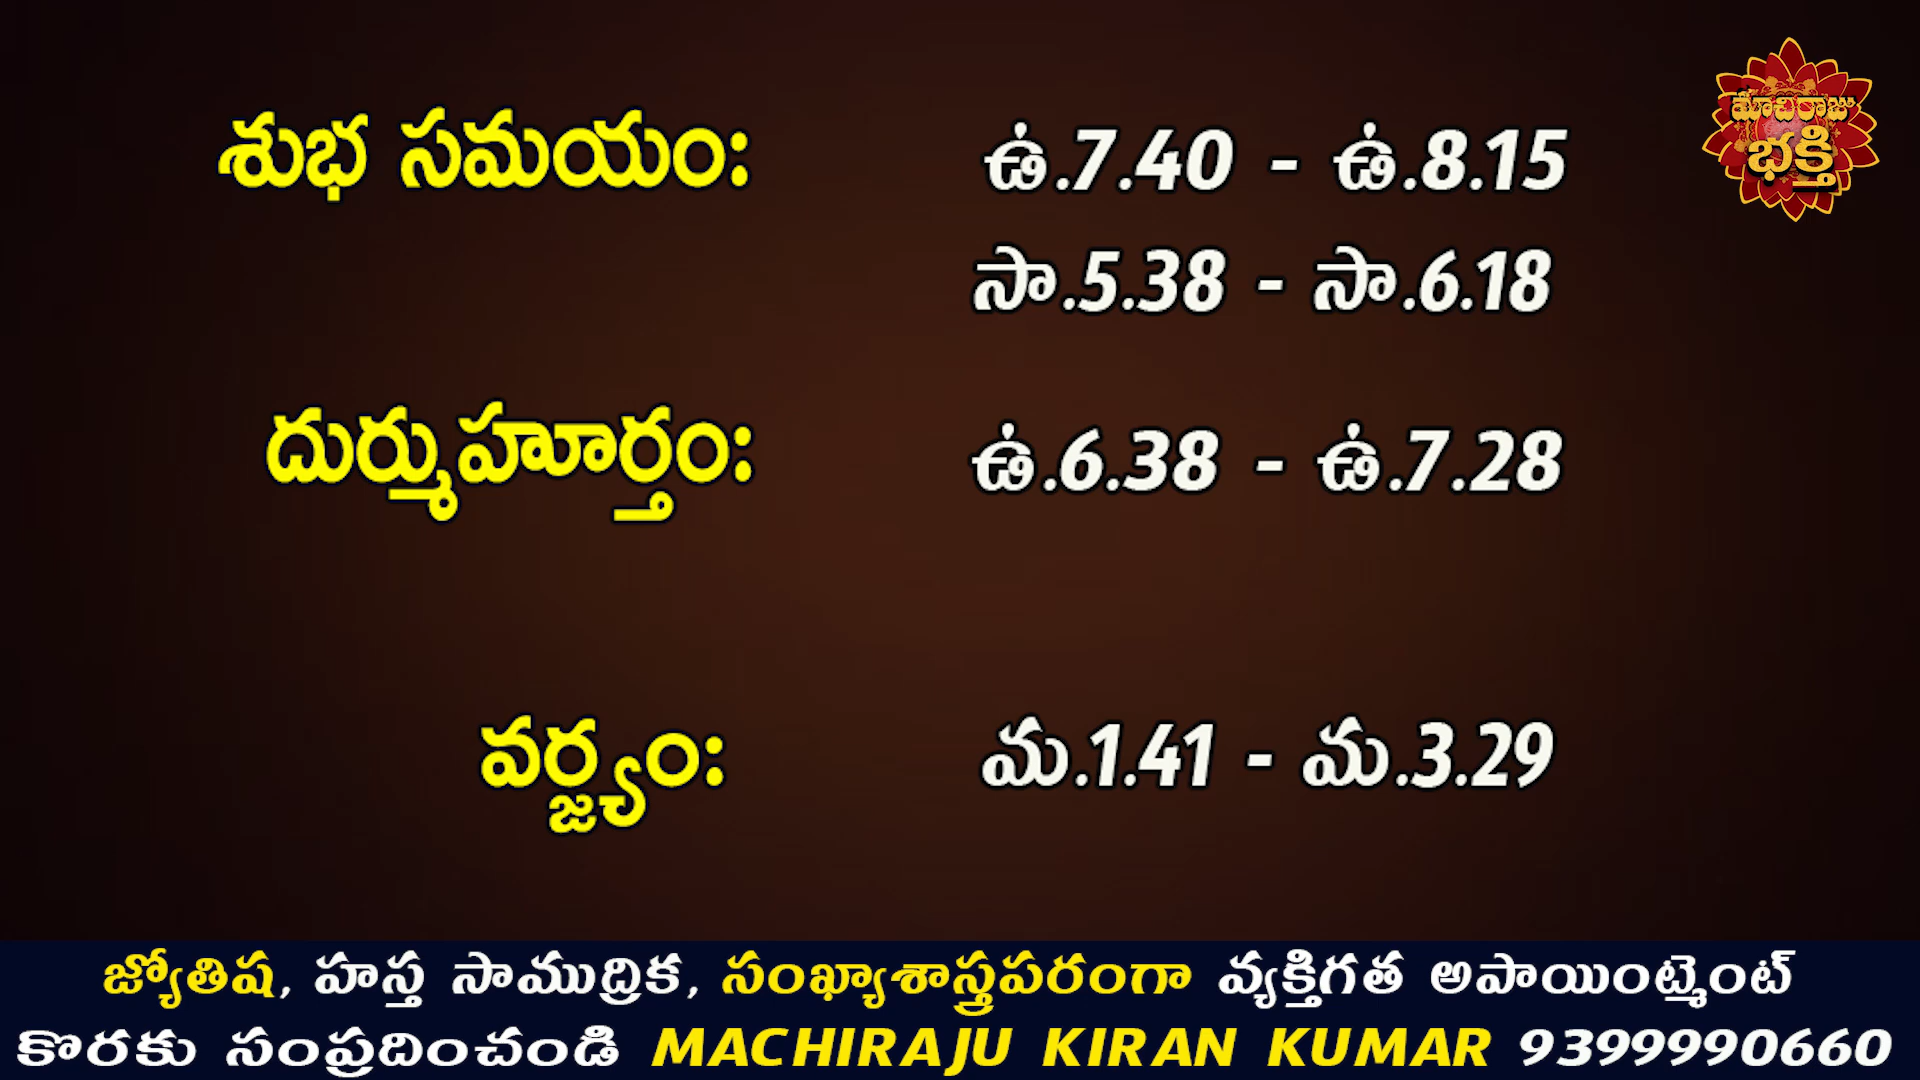 మాచిరాజు
భక్తి
శుభ సమయం: ఉ.7.40 - ఉ.8.15
సా.5.38 - సా.6.18
దుర్ముహూర్తం: ఉ.6.38 - ఉ.7.28
వర్జ్యం: మ.1.41 - మ.3.29
జ్యోతిష, హస్త సాముద్రిక, సంఖ్యాశాస్త్రపరంగా వ్యక్తిగత అపాయింట్మెంట్
కొరకు సంప్రదించండి MACHIRAJU KIRAN KUMAR 9399990660